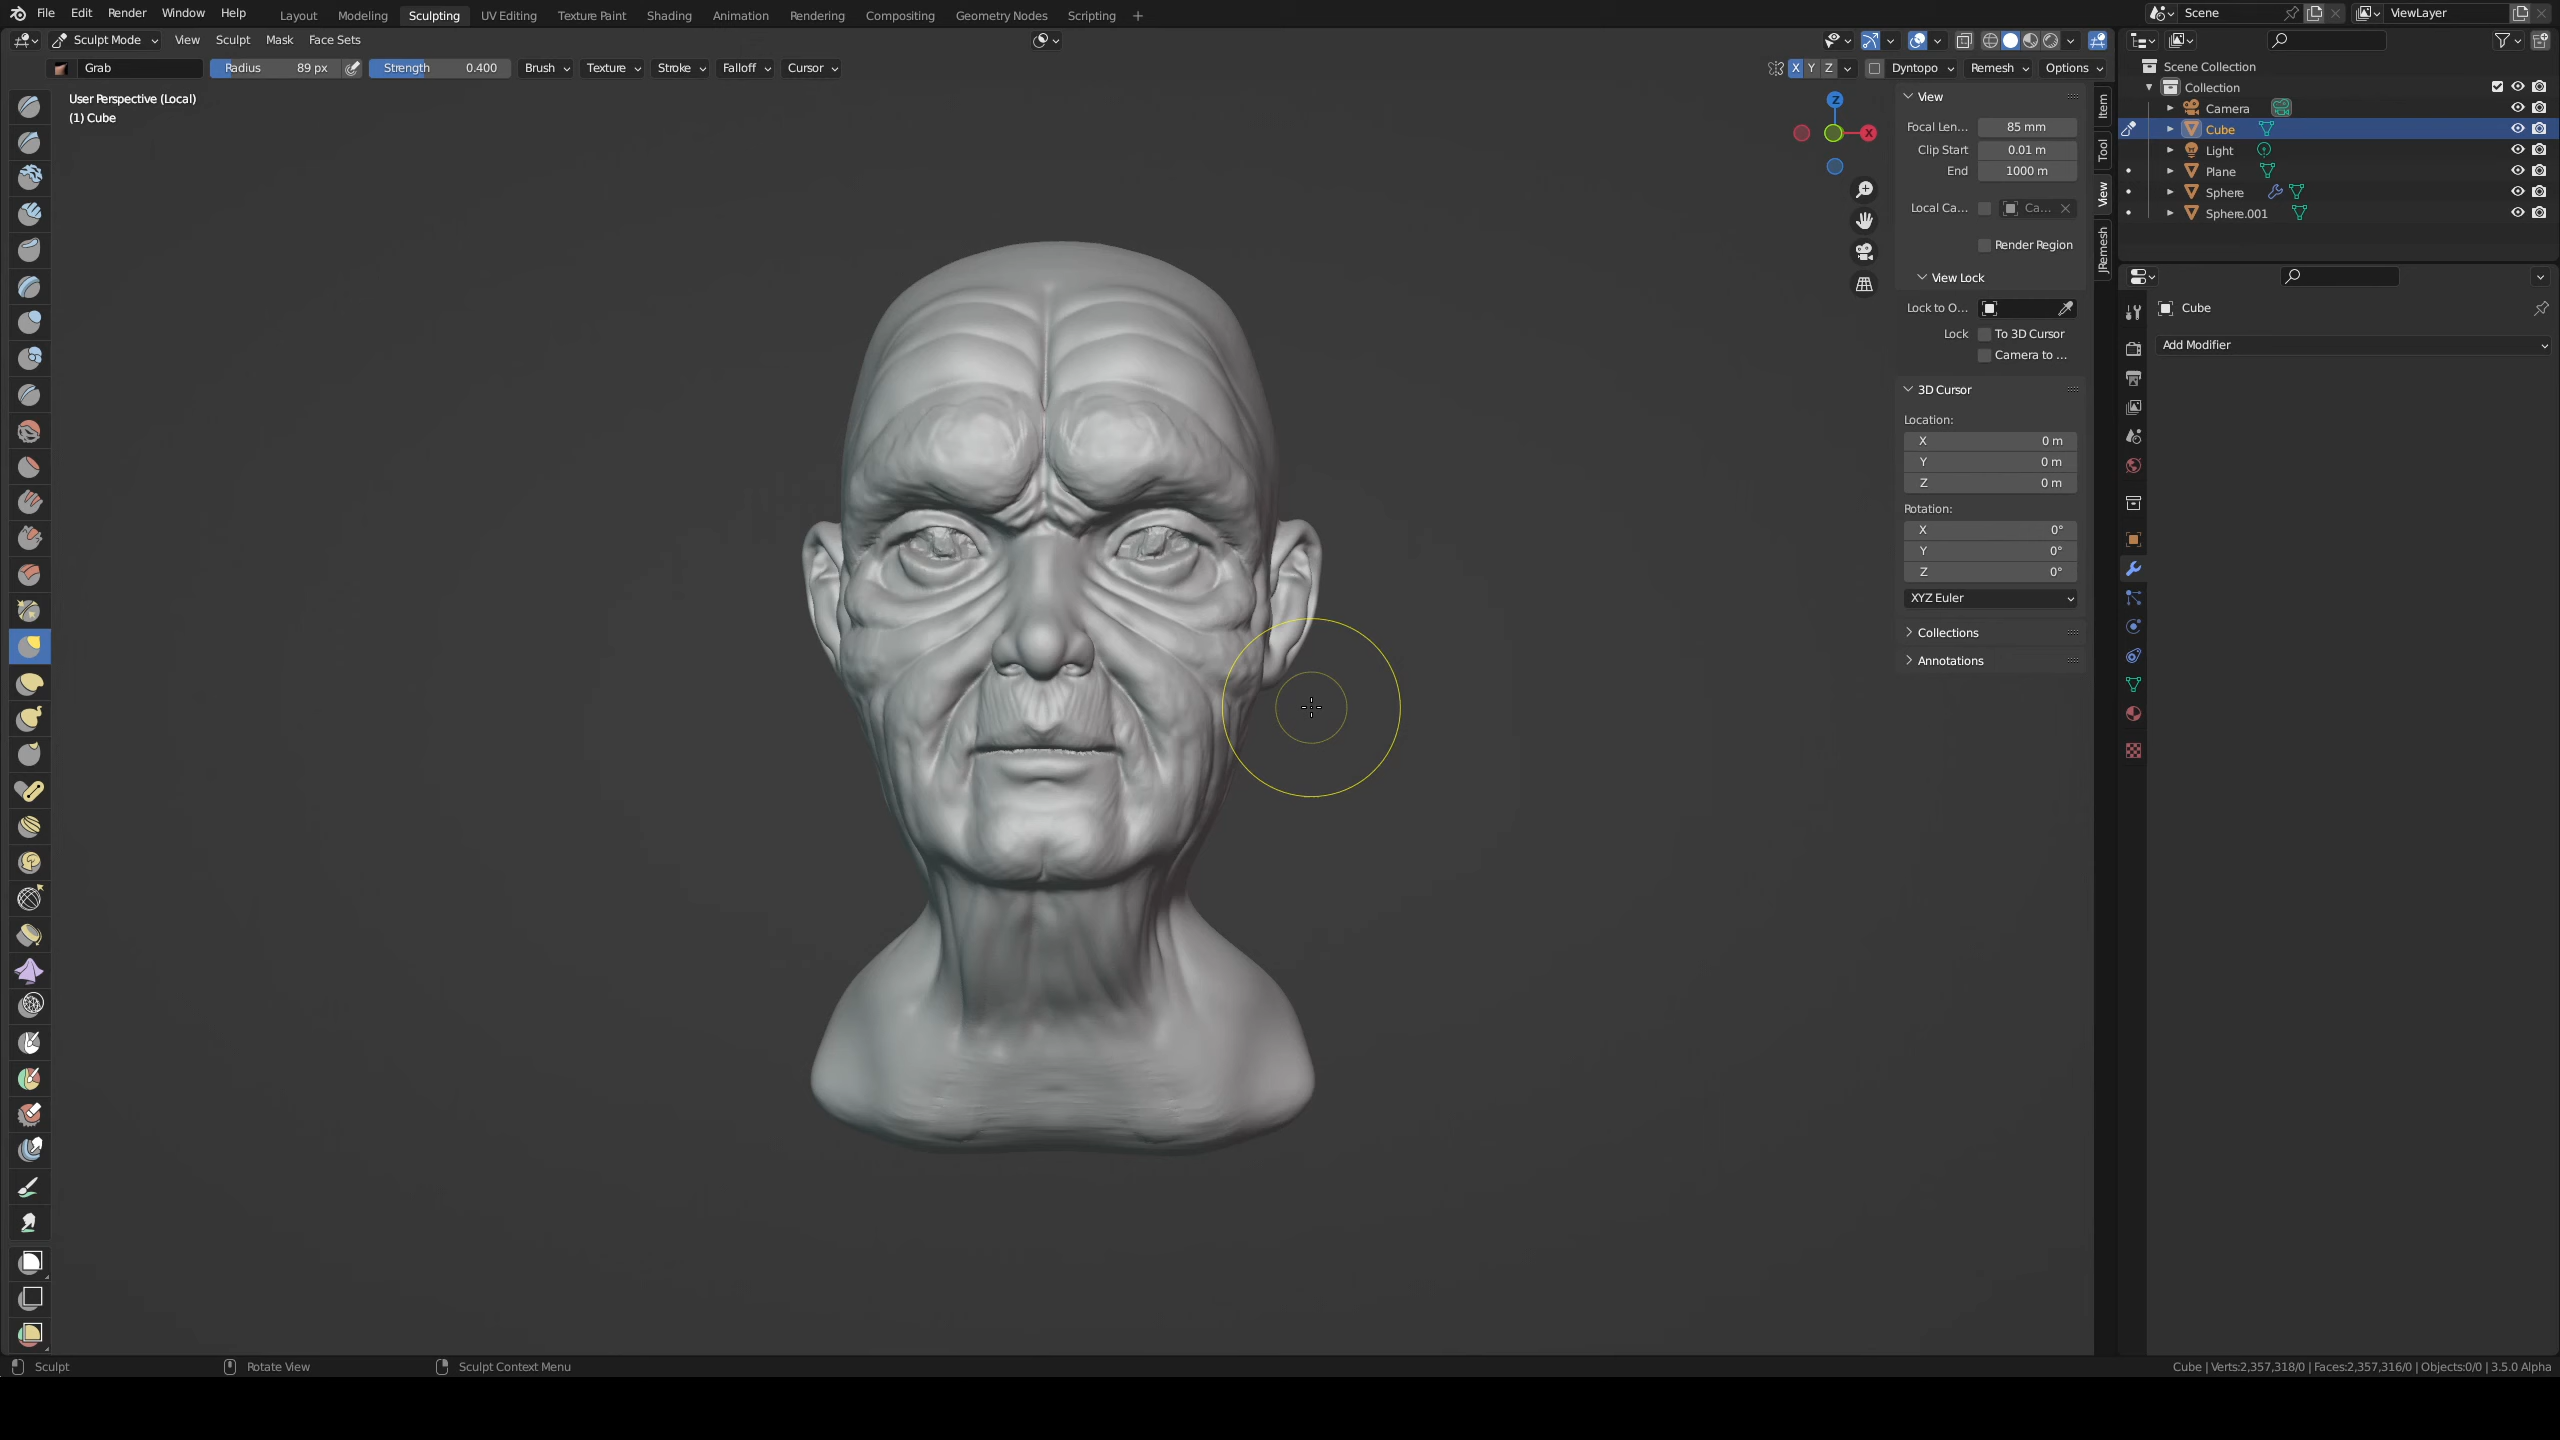 File Edit Render Window Help Layout Modeling Sculpting UV Editing Texture Paint Shading Animation Rendering Compositing Geometry Nodes Scripting + Scene ViewLayer
Sculpt Mode View Sculpt Mask Face Sets
Grab Radius 89 px Strength 0.400 Brush Texture Stroke Falloff Cursor X Y Z Dyntopo Remesh Options
User Perspective (Local)
(1) Cube
Z
X
View
Focal Len... 85 mm
Clip Start 0.01 m
End 1000 m
Local Ca... Ca...
Render Region
View Lock
Lock to O...
Lock To 3D Cursor
Camera to ...
3D Cursor
Location:
X 0 m
Y 0 m
Z 0 m
Rotation:
X 0°
Y 0°
Z 0°
XYZ Euler
Collections
Annotations
Item
Tool
View
JRemesh
Scene Collection
Collection
Camera
Cube
Light
Plane
Sphere
Sphere.001
Cube
Add Modifier
Sculpt Rotate View Sculpt Context Menu Cube | Verts:2,357,318/0 | Faces:2,357,316/0 | Objects:0/0 | 3.5.0 Alpha